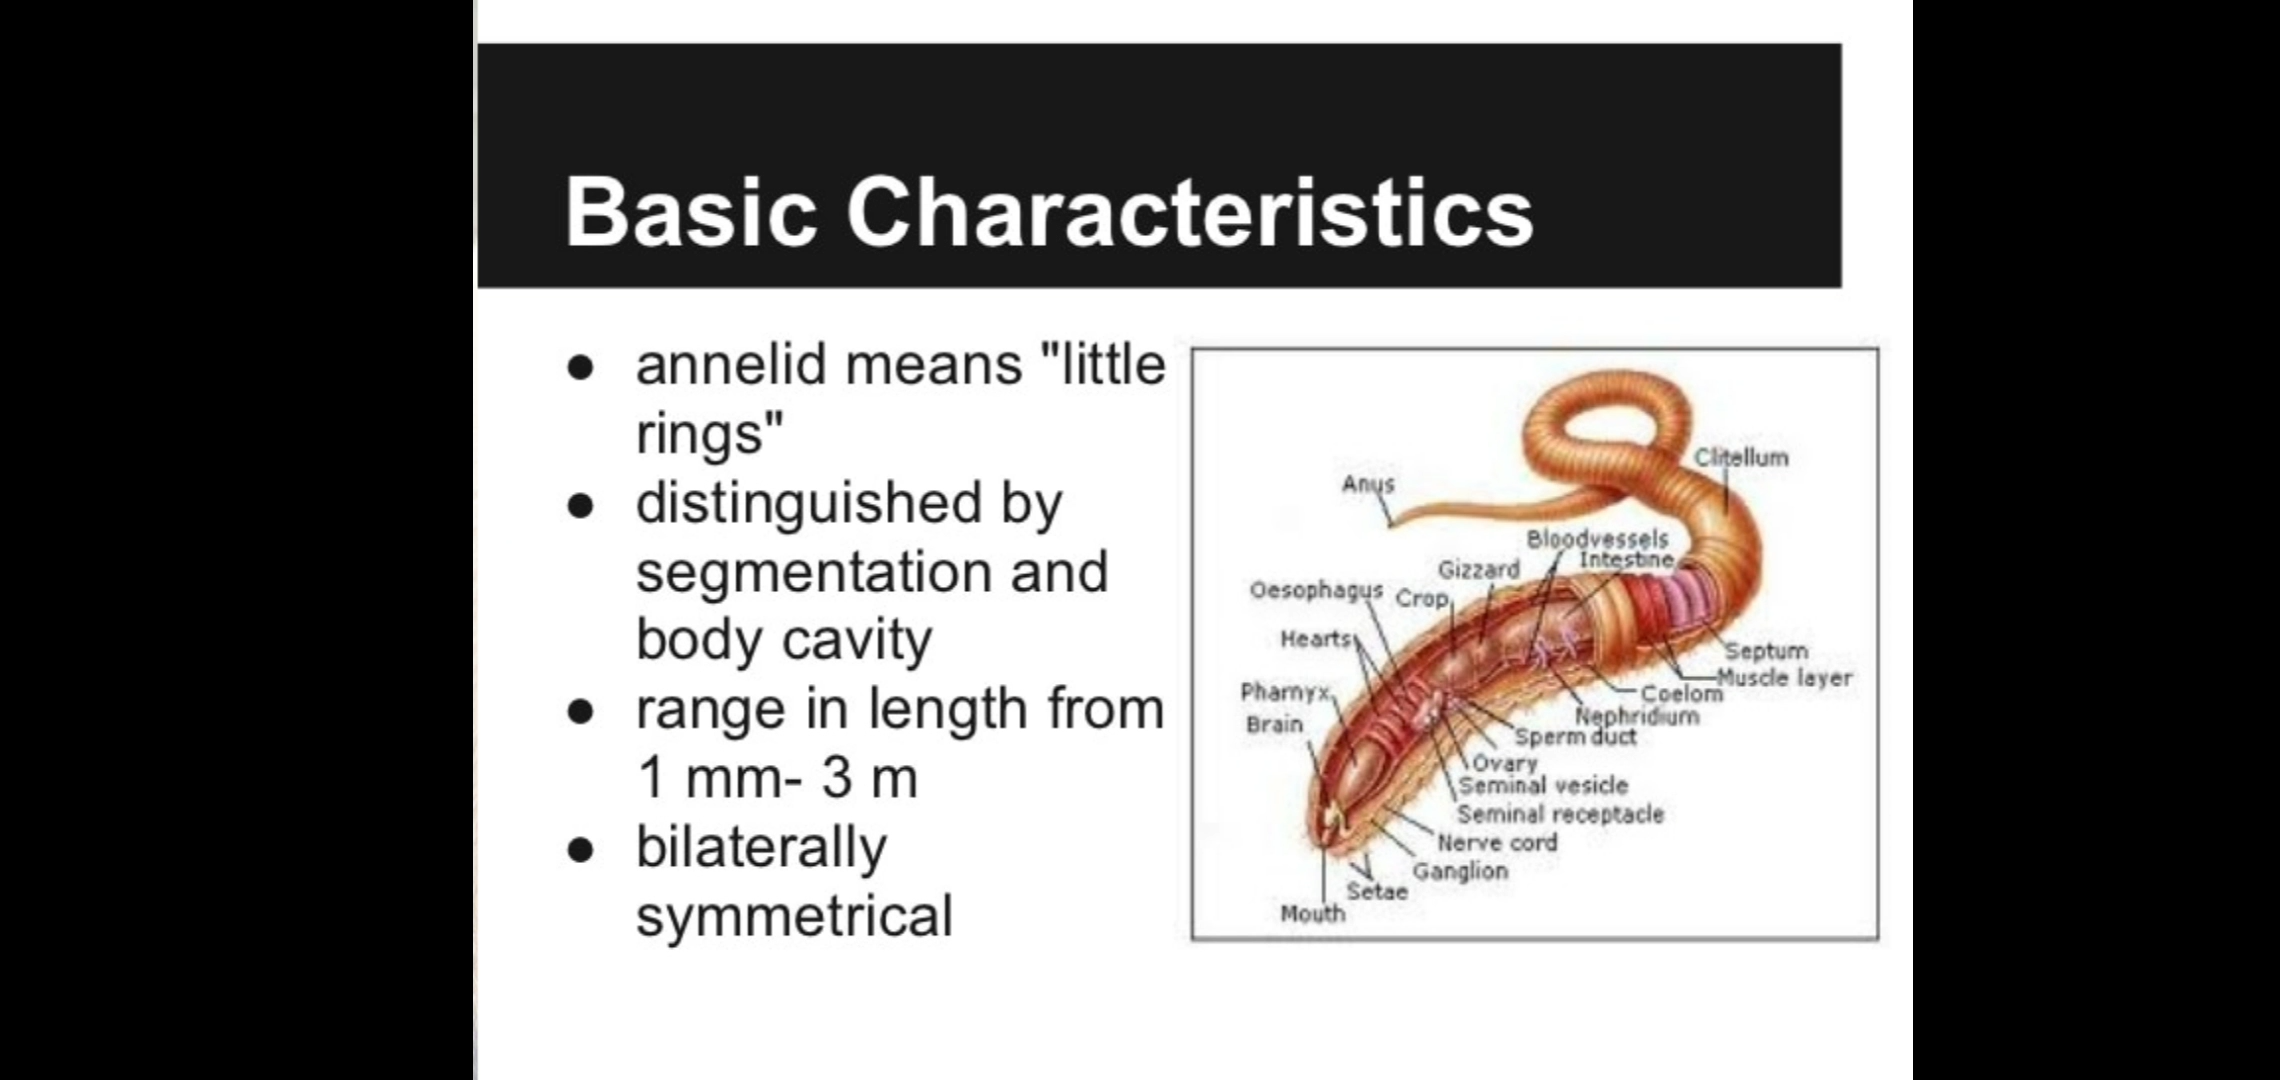 Basic Characteristics
● annelid means "little
rings"
● distinguished by
segmentation and
body cavity
● range in length from
1 mm- 3 m
● bilaterally
symmetrical
Clitellum
Anus
Bloodvessels
Intestine
Gizzard
Oesophagus
Crop
Hearts
Septum
Muscle layer
Pharnyx
Coelom
Brain
Nephridium
Sperm duct
Ovary
Seminal vesicle
Seminal receptacle
Nerve cord
Ganglion
Setae
Mouth